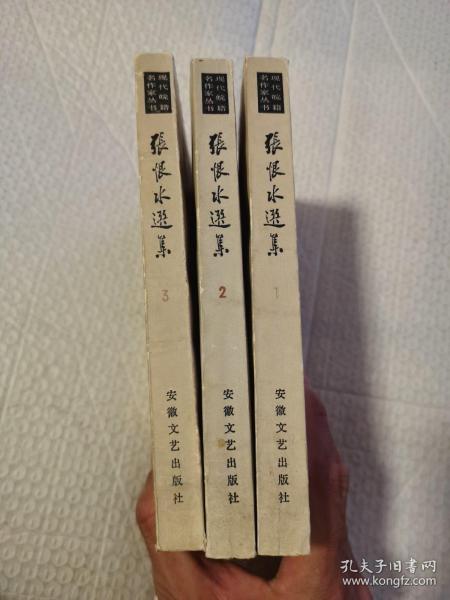 现代皖籍
名作家丛书
張恨水選集
3
安徽文艺出版社
现代皖籍
名作家丛书
張恨水選集
2
安徽文艺出版社
现代皖籍
名作家丛书
張恨水選集
1
安徽文艺出版社
孔夫子旧书网
www.kongfz.com